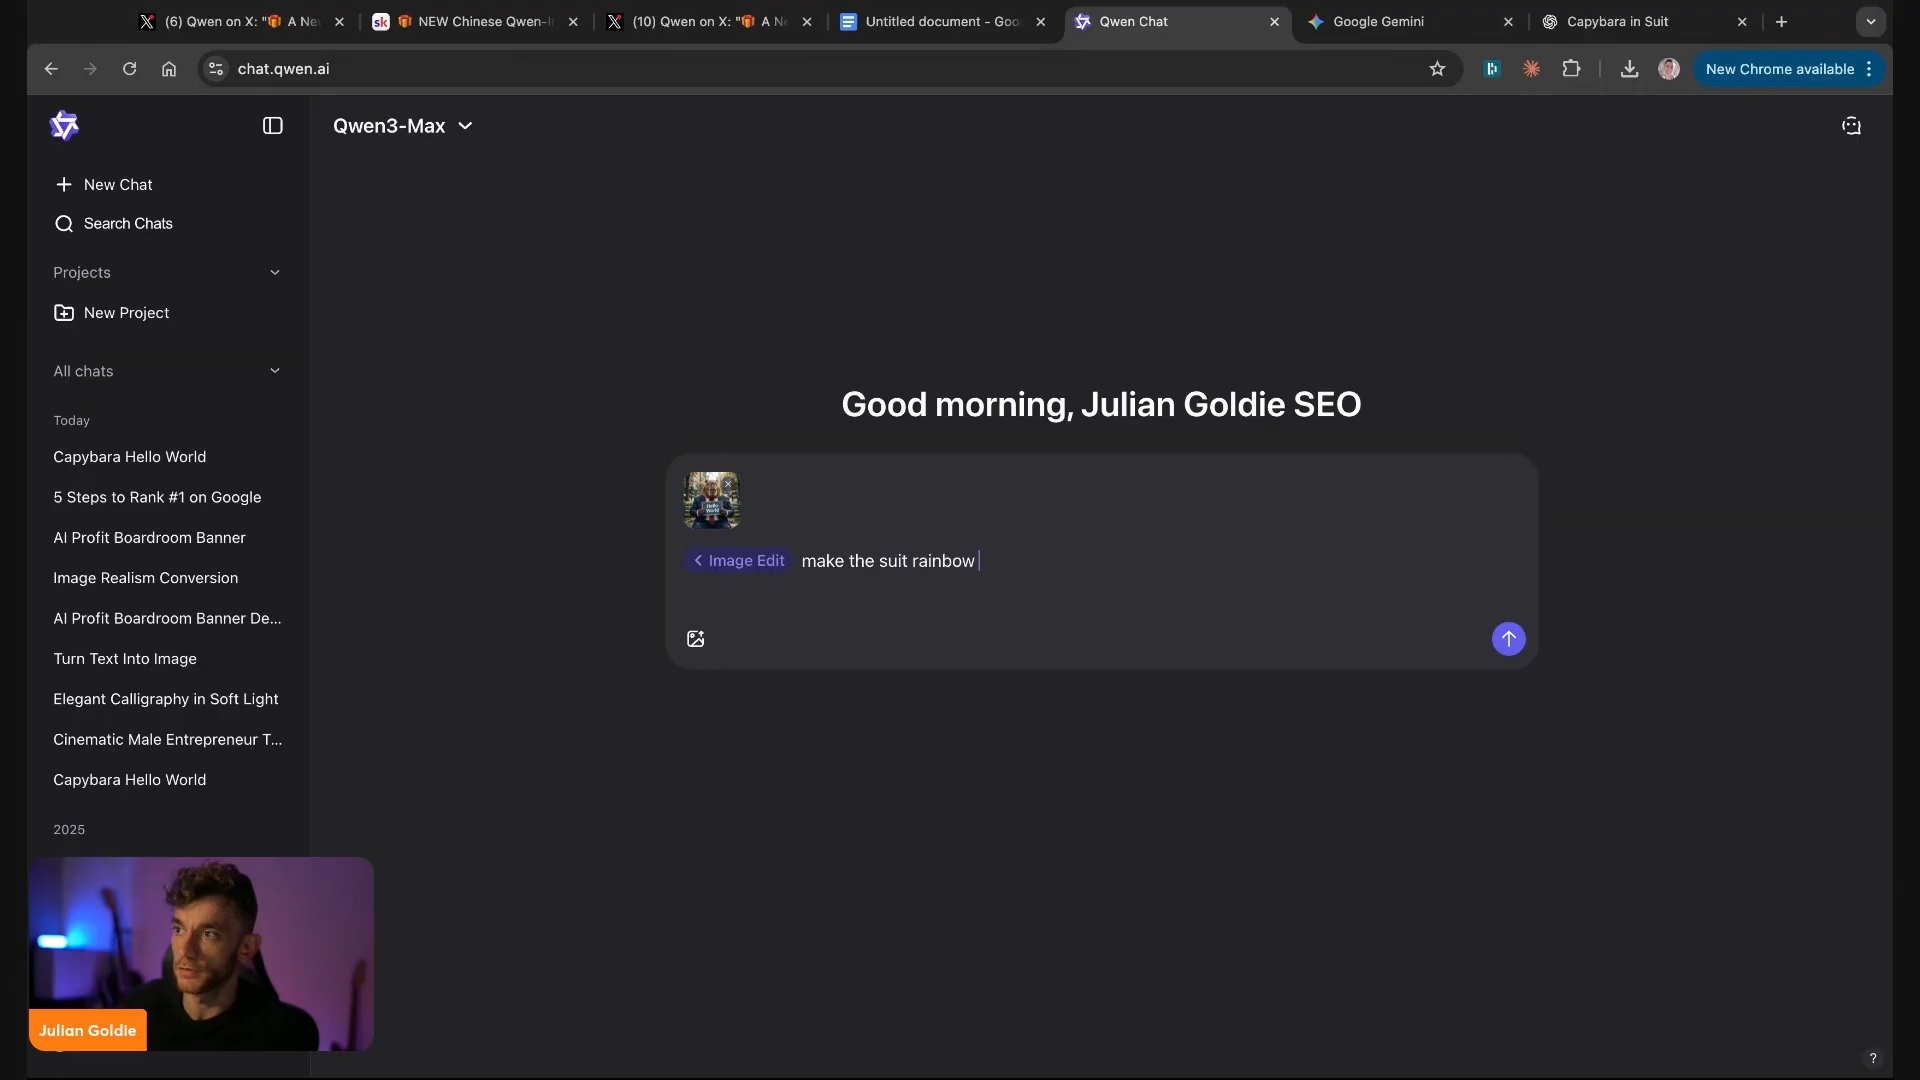 (6) Qwen on X: "🎁 A Ne
sk 🎁 NEW Chinese Qwen-I
(10) Qwen on X: "🎁 A Ne
Untitled document - Goo
Qwen Chat
Google Gemini
Capybara in Suit
chat.qwen.ai
New Chrome available
Qwen3-Max
New Chat
Search Chats
Projects
New Project
All chats
Today
Capybara Hello World
5 Steps to Rank #1 on Google
AI Profit Boardroom Banner
Image Realism Conversion
AI Profit Boardroom Banner De...
Turn Text Into Image
Elegant Calligraphy in Soft Light
Cinematic Male Entrepreneur T...
Capybara Hello World
2025
Good morning, Julian Goldie SEO
Hello
World
Image Edit make the suit rainbow
Julian Goldie
?